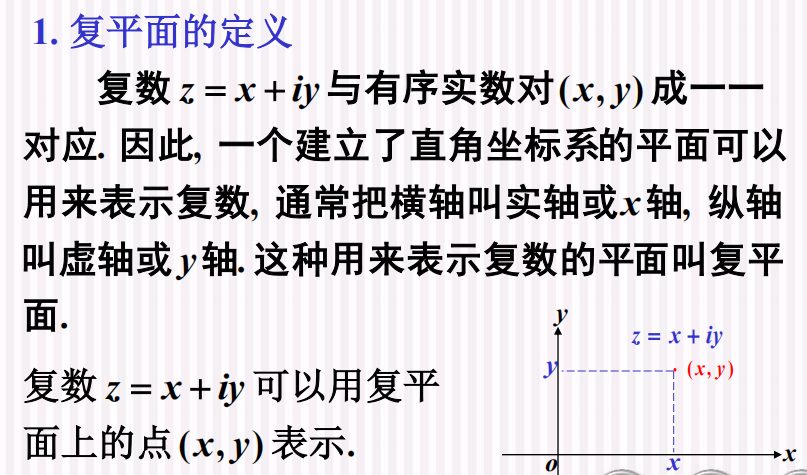 1. 复平面的定义
复数 z = x + iy 与有序实数对(x, y) 成一一
对应. 因此, 一个建立了直角坐标系的平面可以
用来表示复数, 通常把横轴叫实轴或x 轴, 纵轴
叫虚轴或 y 轴. 这种用来表示复数的平面叫复平
面.
复数 z = x + iy 可以用复平
面上的点(x, y) 表示.
y
z = x + iy
y
(x, y)
o
x
x